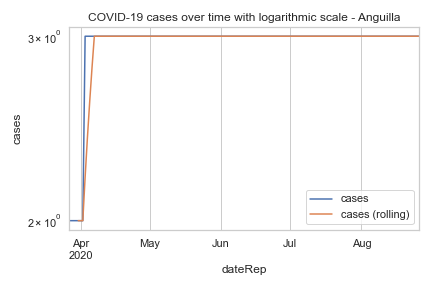 COVID-19 cases over time with logarithmic scale - Anguilla
3 × 10⁰
2 × 10⁰
cases
cases
cases (rolling)
Apr May Jun Jul Aug
2020
dateRep